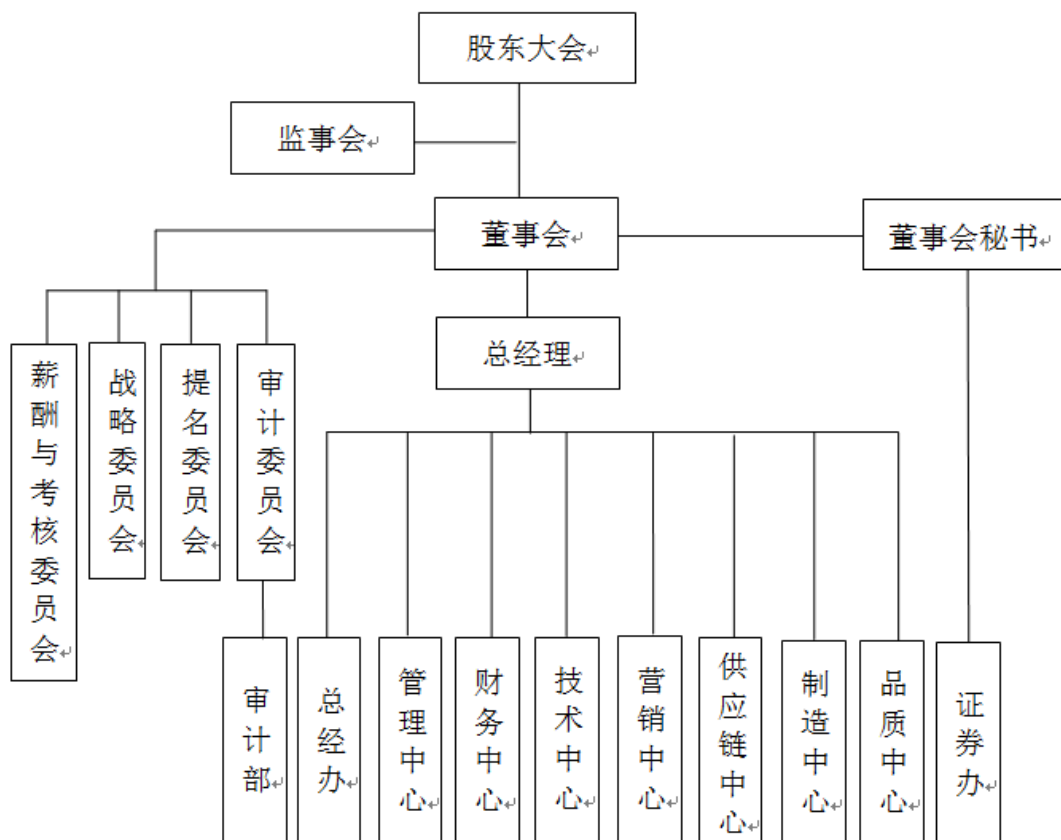 股东大会
监事会
董事会
董事会秘书
总经理
薪酬与考核委员会
战略委员会
提名委员会
审计委员会
审计部
总经办
管理中心
财务中心
技术中心
营销中心
供应链中心
制造中心
品质中心
证券办